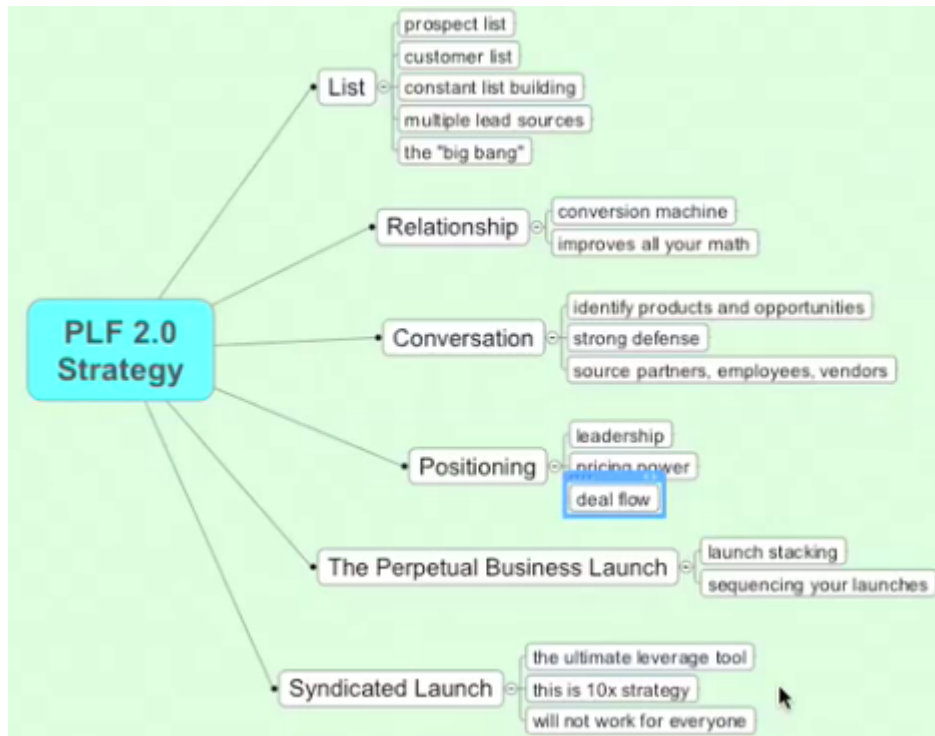 PLF 2.0
Strategy
List
prospect list
customer list
constant list building
multiple lead sources
the "big bang"
Relationship
conversion machine
improves all your math
Conversation
identify products and opportunities
strong defense
source partners, employees, vendors
Positioning
leadership
pricing power
deal flow
The Perpetual Business Launch
launch stacking
sequencing your launches
Syndicated Launch
the ultimate leverage tool
this is 10x strategy
will not work for everyone